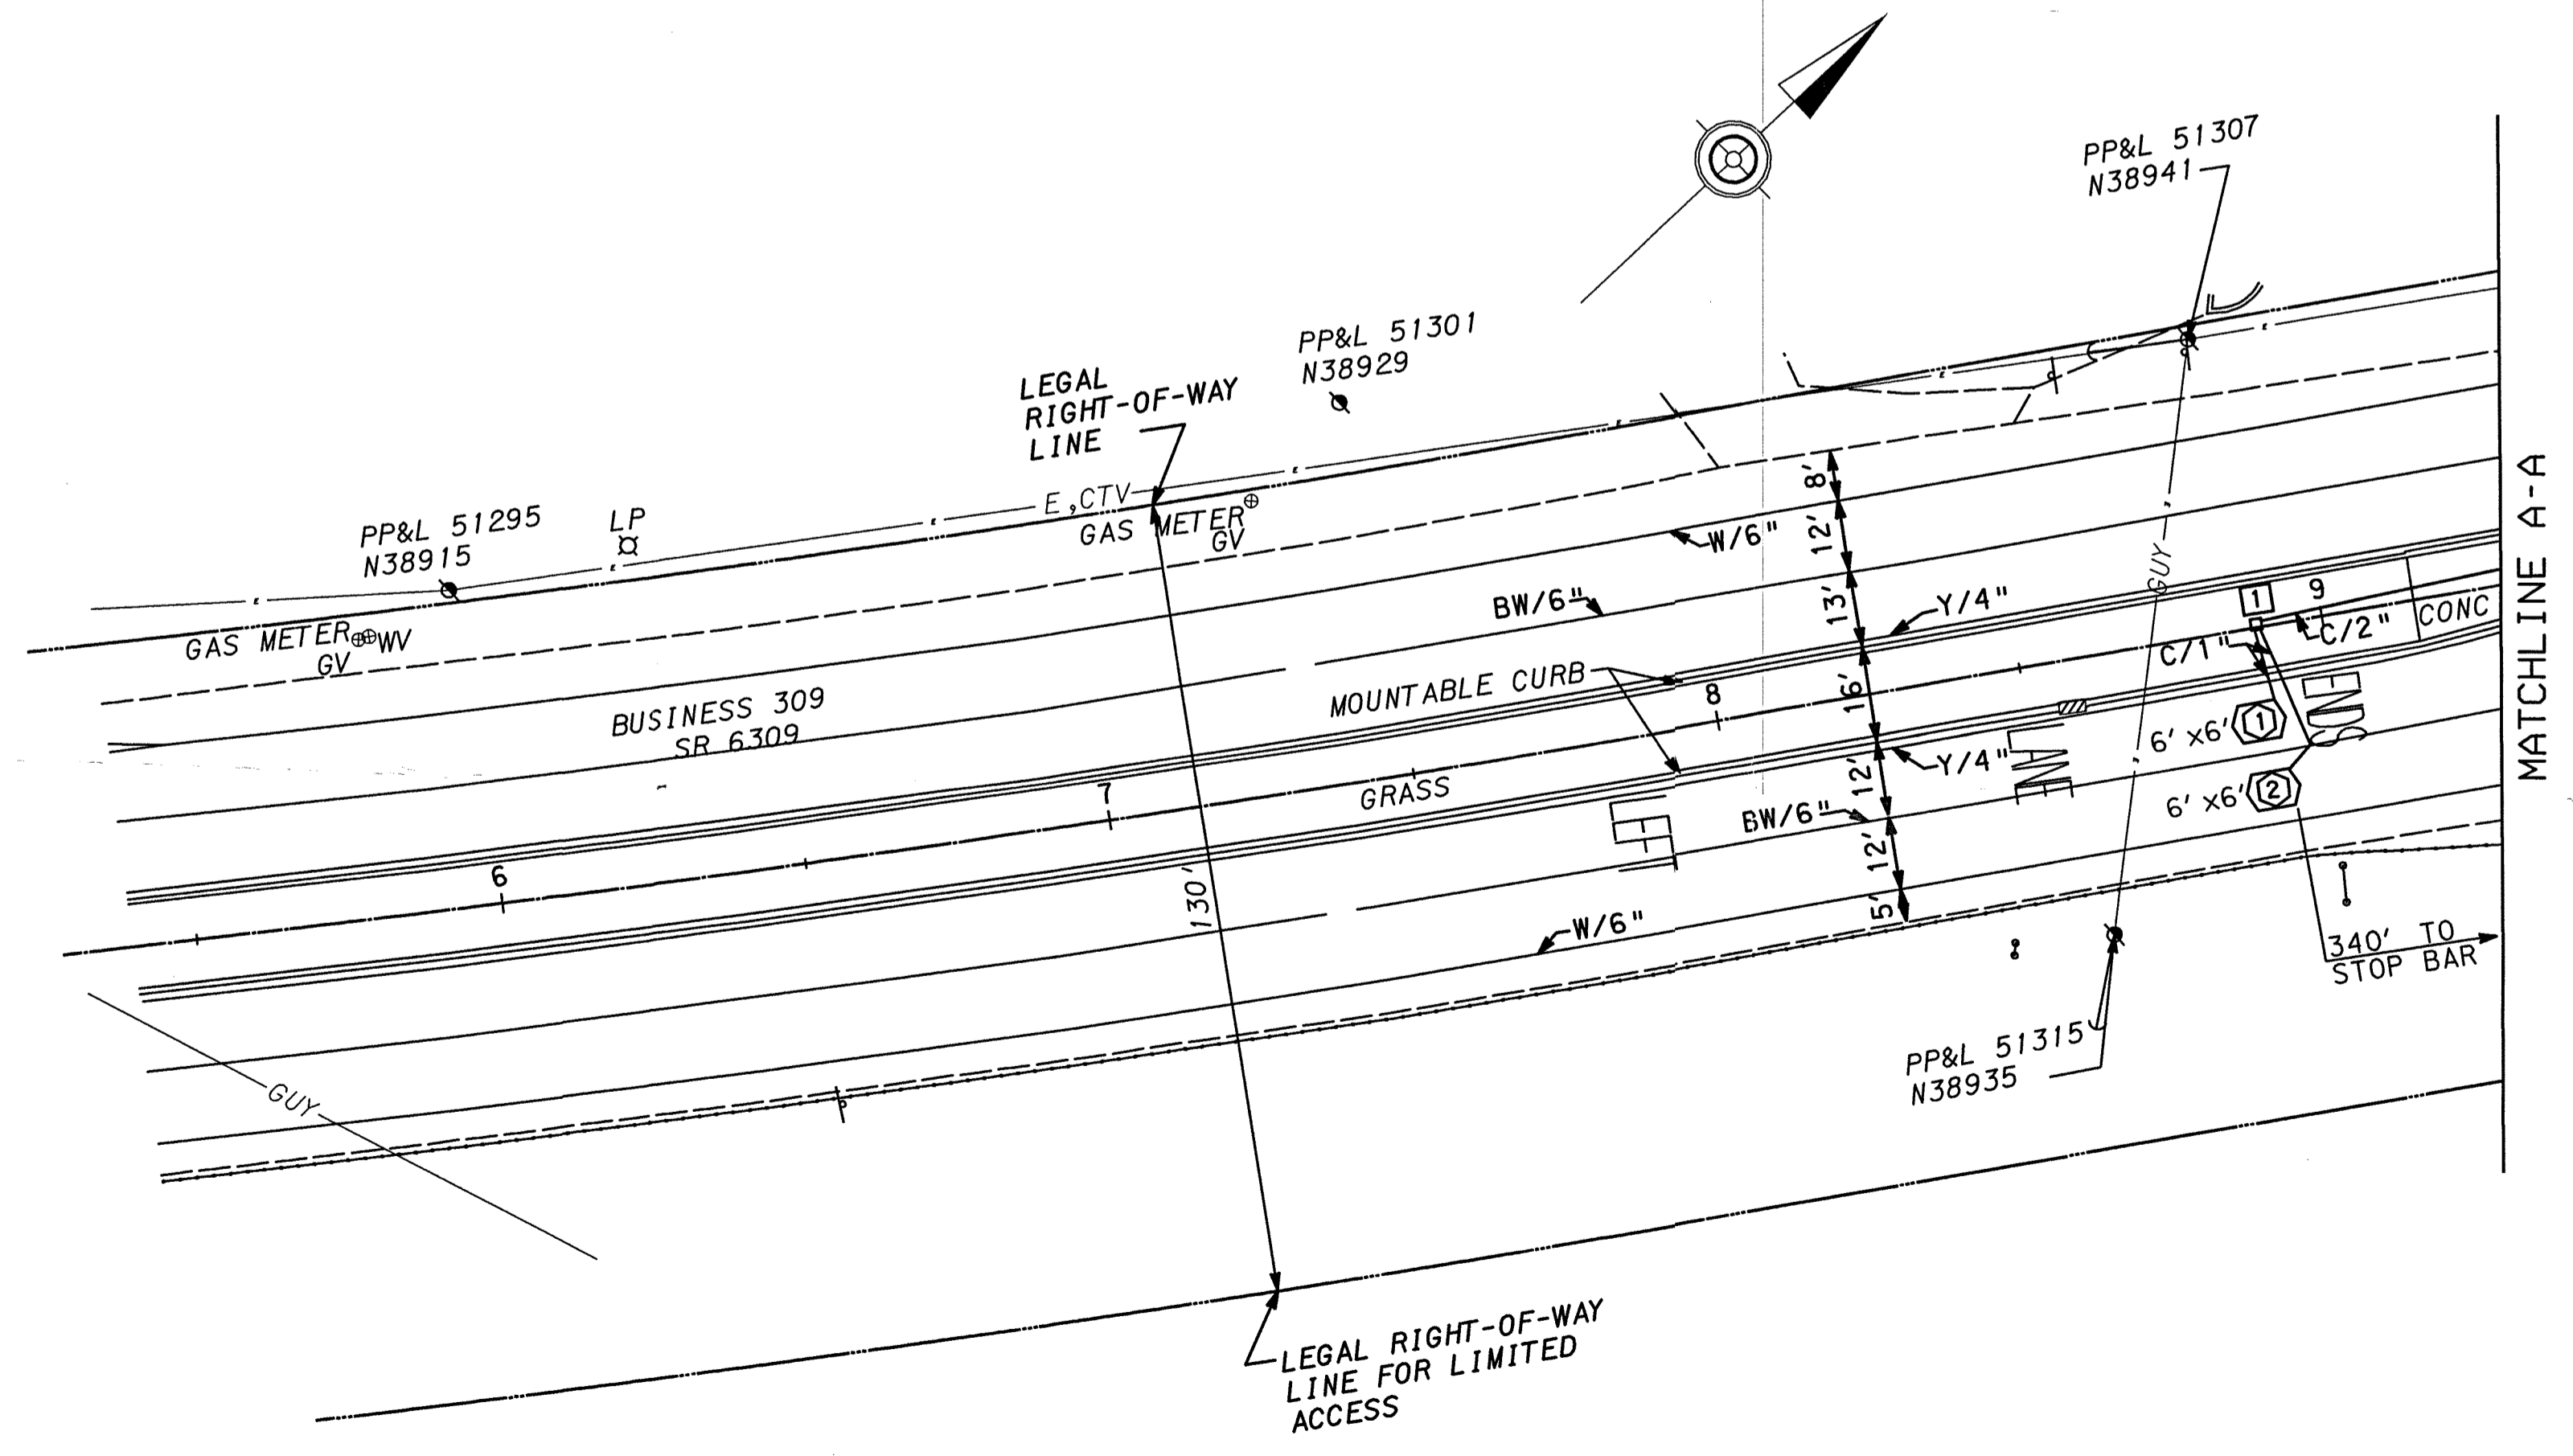 PP&L 51307
N38941
PP&L 51301
N38929
LEGAL
RIGHT-OF-WAY
LINE
E,CTV
GAS METER
GV
PP&L 51295
N38915
LP
GAS METER
WV
GV
BUSINESS 309
SR 6309
MOUNTABLE CURB
GRASS
6
7
8
9
130'
8'
12'
13'
16'
12'
12'
5'
W/6"
BW/6"
Y/4"
Y/4"
BW/6"
W/6"
GUY
GUY
1
C/2"
C/1"
CONC
6' x6' 1
6' x6' 2
LEFT
LANE
ENDS
340' TO
STOP BAR
PP&L 51315
N38935
LEGAL RIGHT-OF-WAY
LINE FOR LIMITED
ACCESS
MATCHLINE A-A